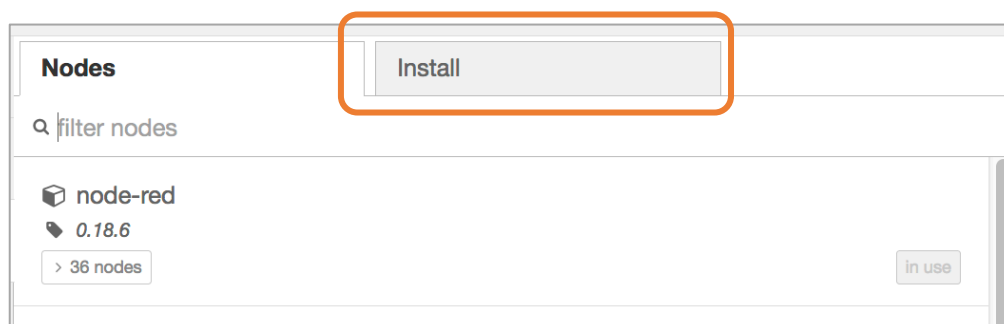 Nodes
Install
filter nodes
node-red
0.18.6
> 36 nodes
in use